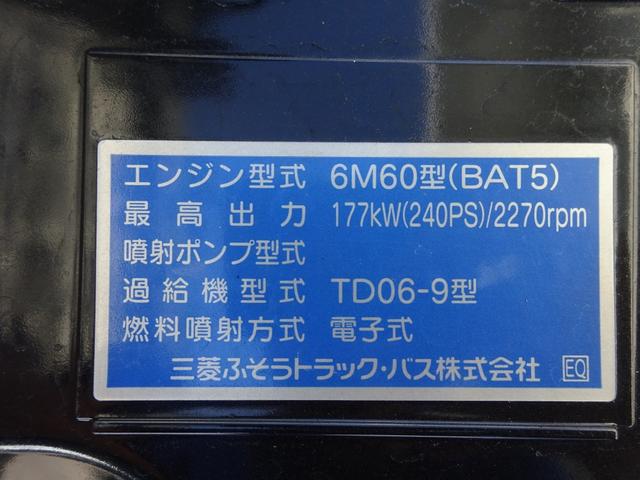 エンジン型式 6M60型(BAT5)
最高出力 177kW(240PS)/2270rpm
噴射ポンプ型式
過給機型式 TD06-9型
燃料噴射方式 電子式
三菱ふそうトラック・バス株式会社 EQ